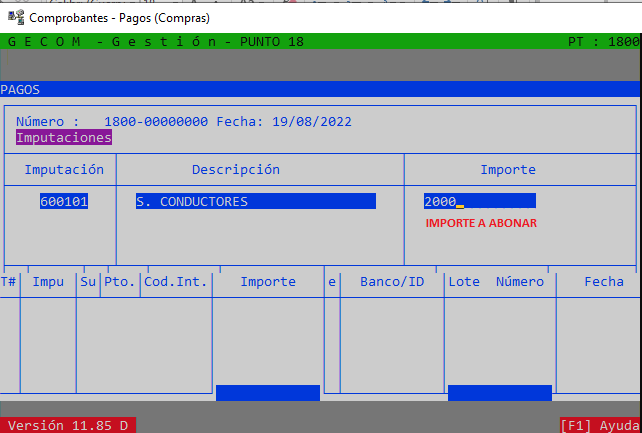 Comprobantes - Pagos (Compras)
G E C O M - G e s t i ó n - PUNTO 18 PT : 1800
PAGOS
Número : 1800-00000000 Fecha: 19/08/2022
Imputaciones
Imputación Descripción Importe
600101 S. CONDUCTORES 2000_
IMPORTE A ABONAR
T# Impu Su Pto. Cod.Int. Importe e Banco/ID Lote Número Fecha
Versión 11.85 D [F1] Ayuda